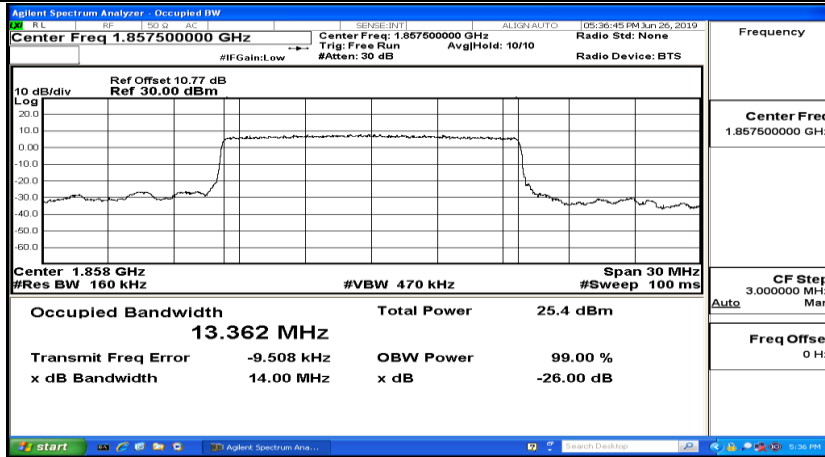 Agilent Spectrum Analyzer - Occupied BW
RL RF 50 Ω AC SENSE:INT ALIGN AUTO 05:36:45 PM Jun 26, 2019
Center Freq 1.857500000 GHz
Center Freq: 1.857500000 GHz Radio Std: None
Trig: Free Run Avg|Hold: 10/10
#IFGain:Low #Atten: 30 dB Radio Device: BTS
Frequency
Ref Offset 10.77 dB
10 dB/div Ref 30.00 dBm
Log
20.0
10.0
0.00
-10.0
-20.0
-30.0
-40.0
-50.0
-60.0
Center Freq
1.857500000 GHz
Center 1.858 GHz Span 30 MHz
#Res BW 160 kHz #VBW 470 kHz #Sweep 100 ms
CF Step
3.000000 MHz
Auto Man
Occupied Bandwidth Total Power 25.4 dBm
13.362 MHz
Transmit Freq Error -9.508 kHz OBW Power 99.00 %
x dB Bandwidth 14.00 MHz x dB -26.00 dB
Freq Offset
0 Hz
start Agilent Spectrum Ana... Search Desktop 5:36 PM